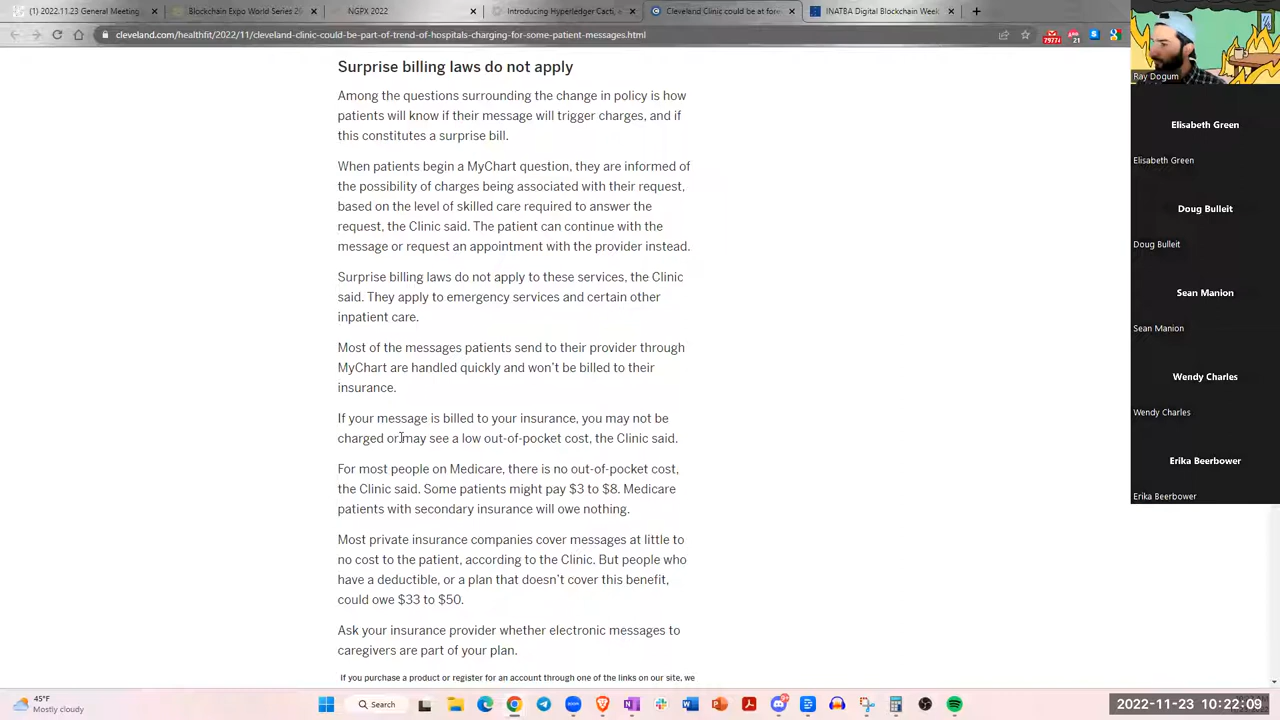 (1) 2022.11.23 General Meeting
Blockchain Expo World Series 20
NGPX 2022
Introducing Hyperledger Cacti,
Cleveland Clinic could be at fore
INATBA Digital Blockchain Week
cleveland.com/healthfit/2022/11/cleveland-clinic-could-be-part-of-trend-of-hospitals-charging-for-some-patient-messages.html
Surprise billing laws do not apply
Among the questions surrounding the change in policy is how
patients will know if their message will trigger charges, and if
this constitutes a surprise bill.
When patients begin a MyChart question, they are informed of
the possibility of charges being associated with their request,
based on the level of skilled care required to answer the
request, the Clinic said. The patient can continue with the
message or request an appointment with the provider instead.
Surprise billing laws do not apply to these services, the Clinic
said. They apply to emergency services and certain other
inpatient care.
Most of the messages patients send to their provider through
MyChart are handled quickly and won't be billed to their
insurance.
If your message is billed to your insurance, you may not be
charged or may see a low out-of-pocket cost, the Clinic said.
For most people on Medicare, there is no out-of-pocket cost,
the Clinic said. Some patients might pay $3 to $8. Medicare
patients with secondary insurance will owe nothing.
Most private insurance companies cover messages at little to
no cost to the patient, according to the Clinic. But people who
have a deductible, or a plan that doesn't cover this benefit,
could owe $33 to $50.
Ask your insurance provider whether electronic messages to
caregivers are part of your plan.
If you purchase a product or register for an account through one of the links on our site, we
Ray Dogum
Elisabeth Green
Elisabeth Green
Doug Bulleit
Doug Bulleit
Sean Manion
Sean Manion
Wendy Charles
Wendy Charles
Erika Beerbower
Erika Beerbower
45°F
Mostly cloudy
Search
2022-11-23 10:22:09